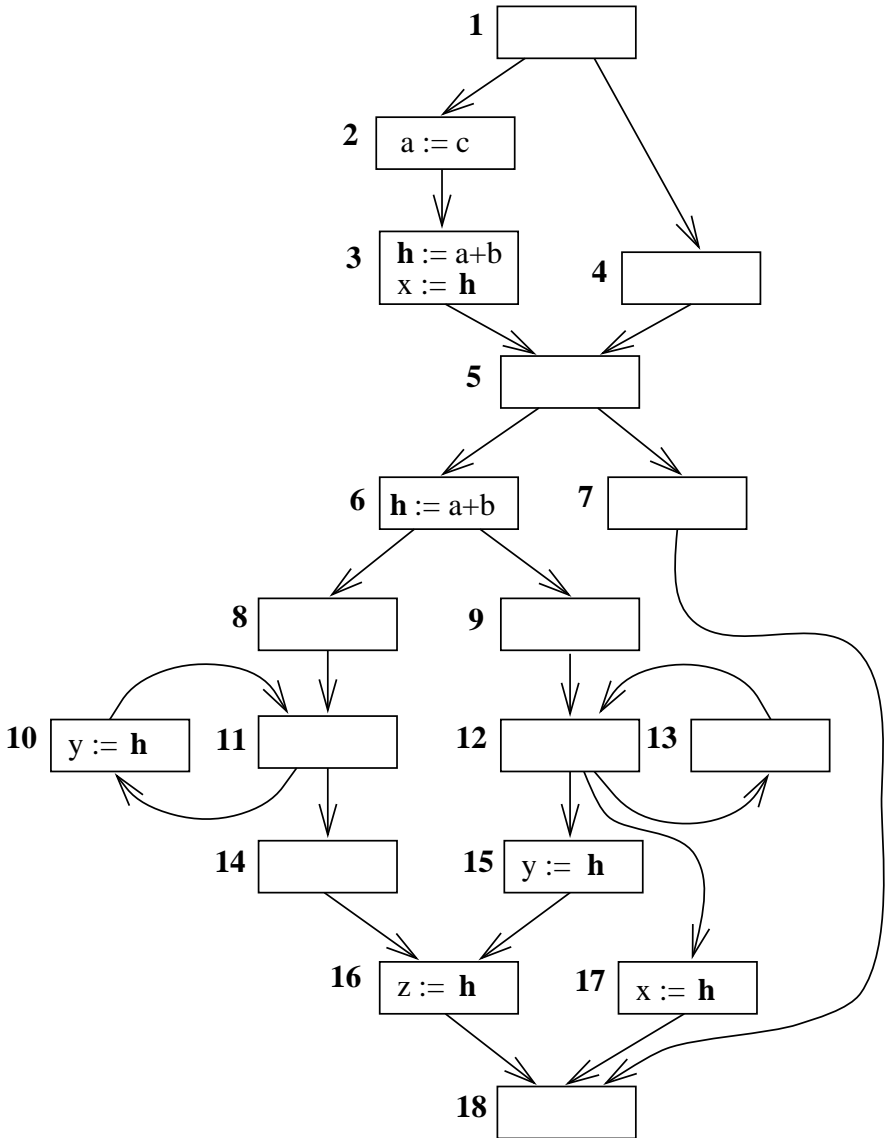 1
2 a := c
3 h := a+b
x := h
4
5
6 h := a+b
7
8
9
10 y := h
11
12
13
14
15 y := h
16 z := h
17 x := h
18